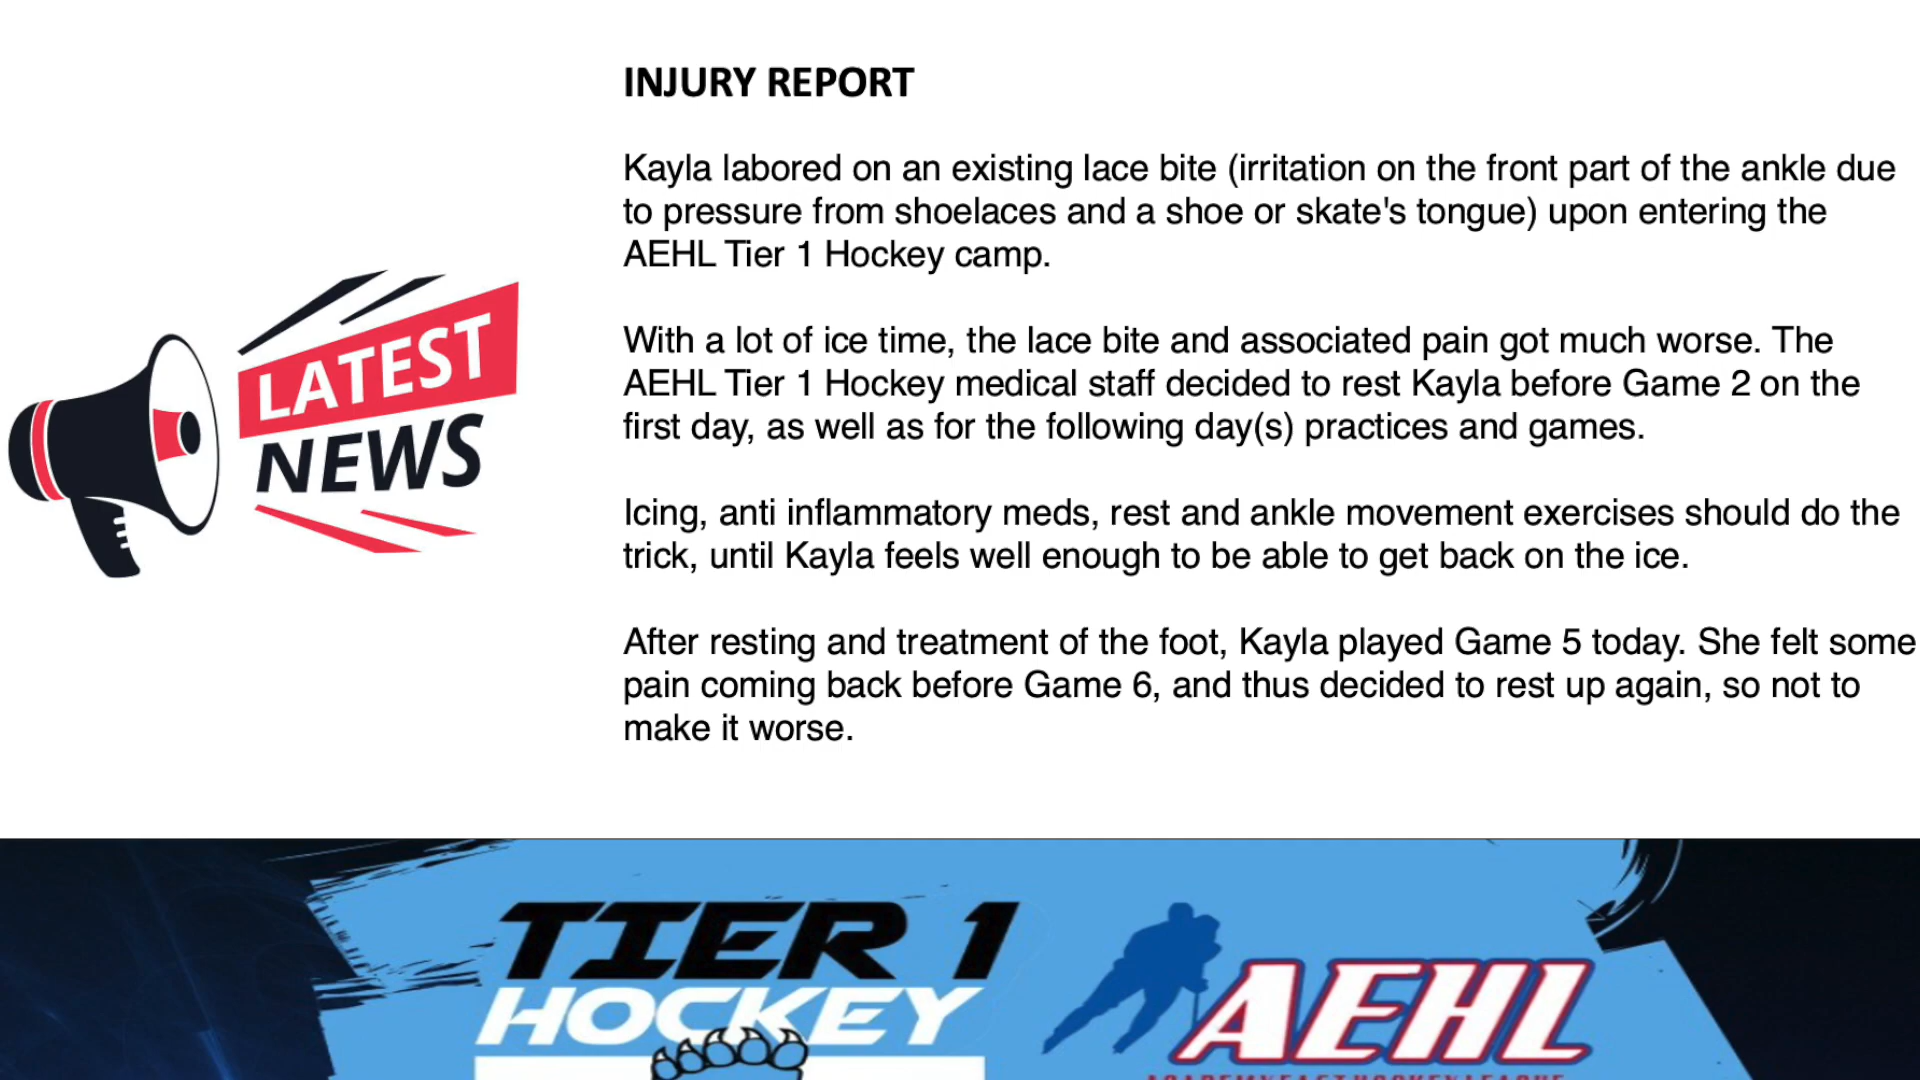 INJURY REPORT
Kayla labored on an existing lace bite (irritation on the front part of the ankle due
to pressure from shoelaces and a shoe or skate's tongue) upon entering the
AEHL Tier 1 Hockey camp.
With a lot of ice time, the lace bite and associated pain got much worse. The
AEHL Tier 1 Hockey medical staff decided to rest Kayla before Game 2 on the
first day, as well as for the following day(s) practices and games.
Icing, anti inflammatory meds, rest and ankle movement exercises should do the
trick, until Kayla feels well enough to be able to get back on the ice.
After resting and treatment of the foot, Kayla played Game 5 today. She felt some
pain coming back before Game 6, and thus decided to rest up again, so not to
make it worse.
LATEST
NEWS
TIER 1
HOCKEY
AEHL